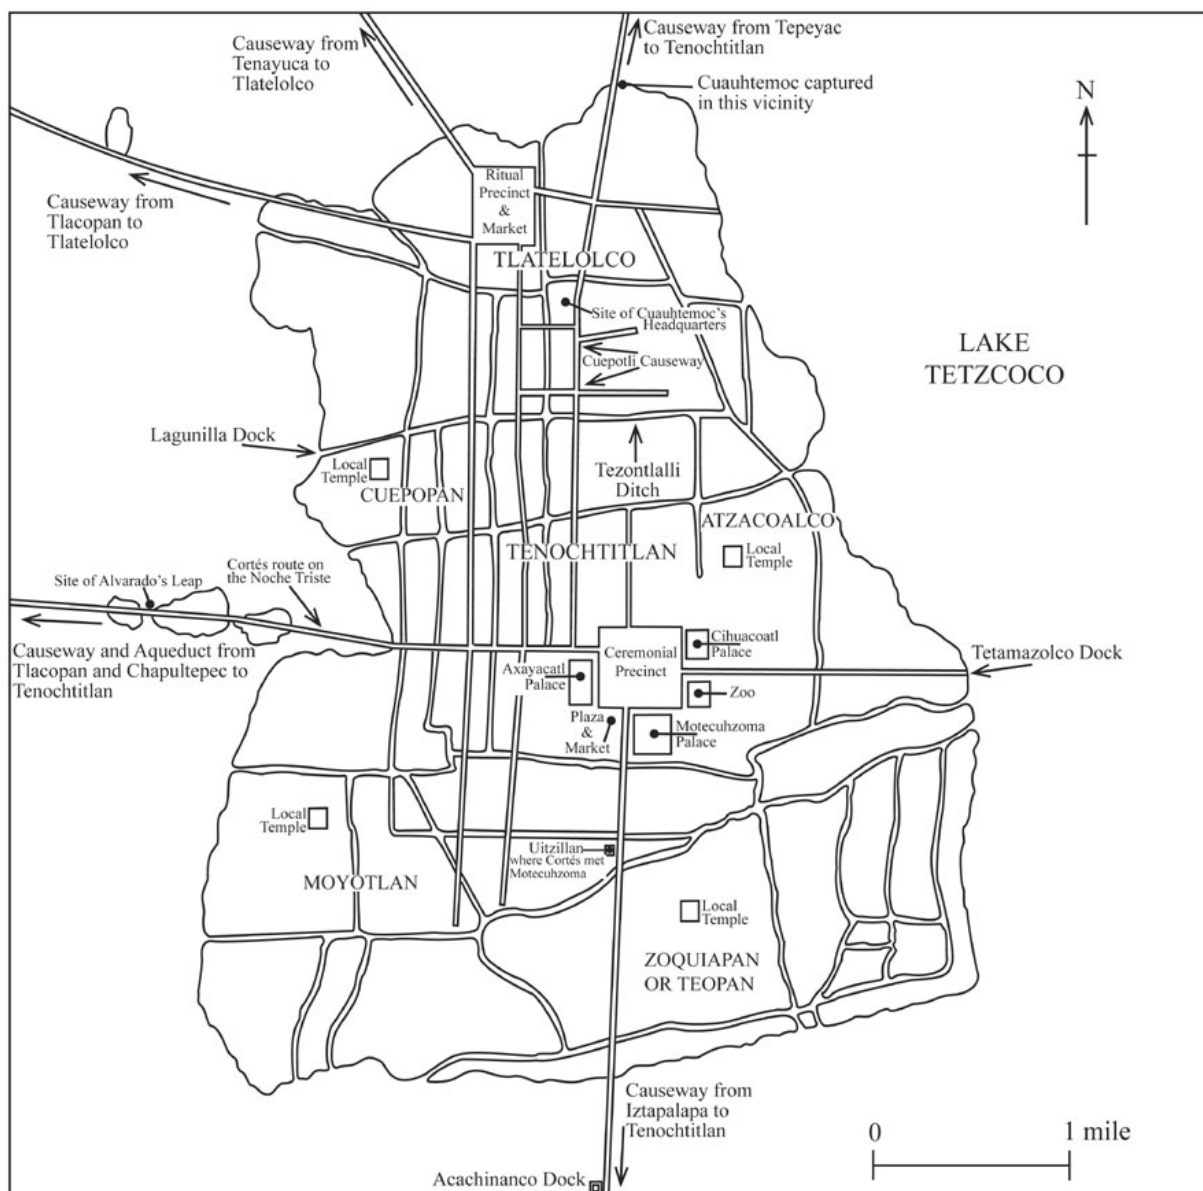 Causeway from
Tenayuca to
Tlatelolco
Causeway from Tepeyac
to Tenochtitlan
Cuauhtemoc captured
in this vicinity
N
Causeway from
Tlacopan to
Tlatelolco
Ritual
Precinct
&
Market
TLATELOLCO
Site of Cuauhtemoc's
Headquarters
Cuepotli Causeway
LAKE
TETZCOCO
Lagunilla Dock
Local
Temple
CUEPOPAN
Tezontlalli
Ditch
ATZACOALCO
Local
Temple
TENOCHTITLAN
Cortés route on
the Noche Triste
Site of Alvarado's Leap
Causeway and Aqueduct from
Tlacopan and Chapultepec to
Tenochtitlan
Axayacatl
Palace
Ceremonial
Precinct
Cihuacoatl
Palace
Tetamazolco Dock
Zoo
Plaza
&
Market
Motecuhzoma
Palace
Local
Temple
Uitzillan
where Cortés met
Motecuhzoma
MOYOTLAN
Local
Temple
ZOQUIAPAN
OR TEOPAN
Causeway from
Iztapalapa to
Tenochtitlan
Acachinanco Dock
0
1 mile